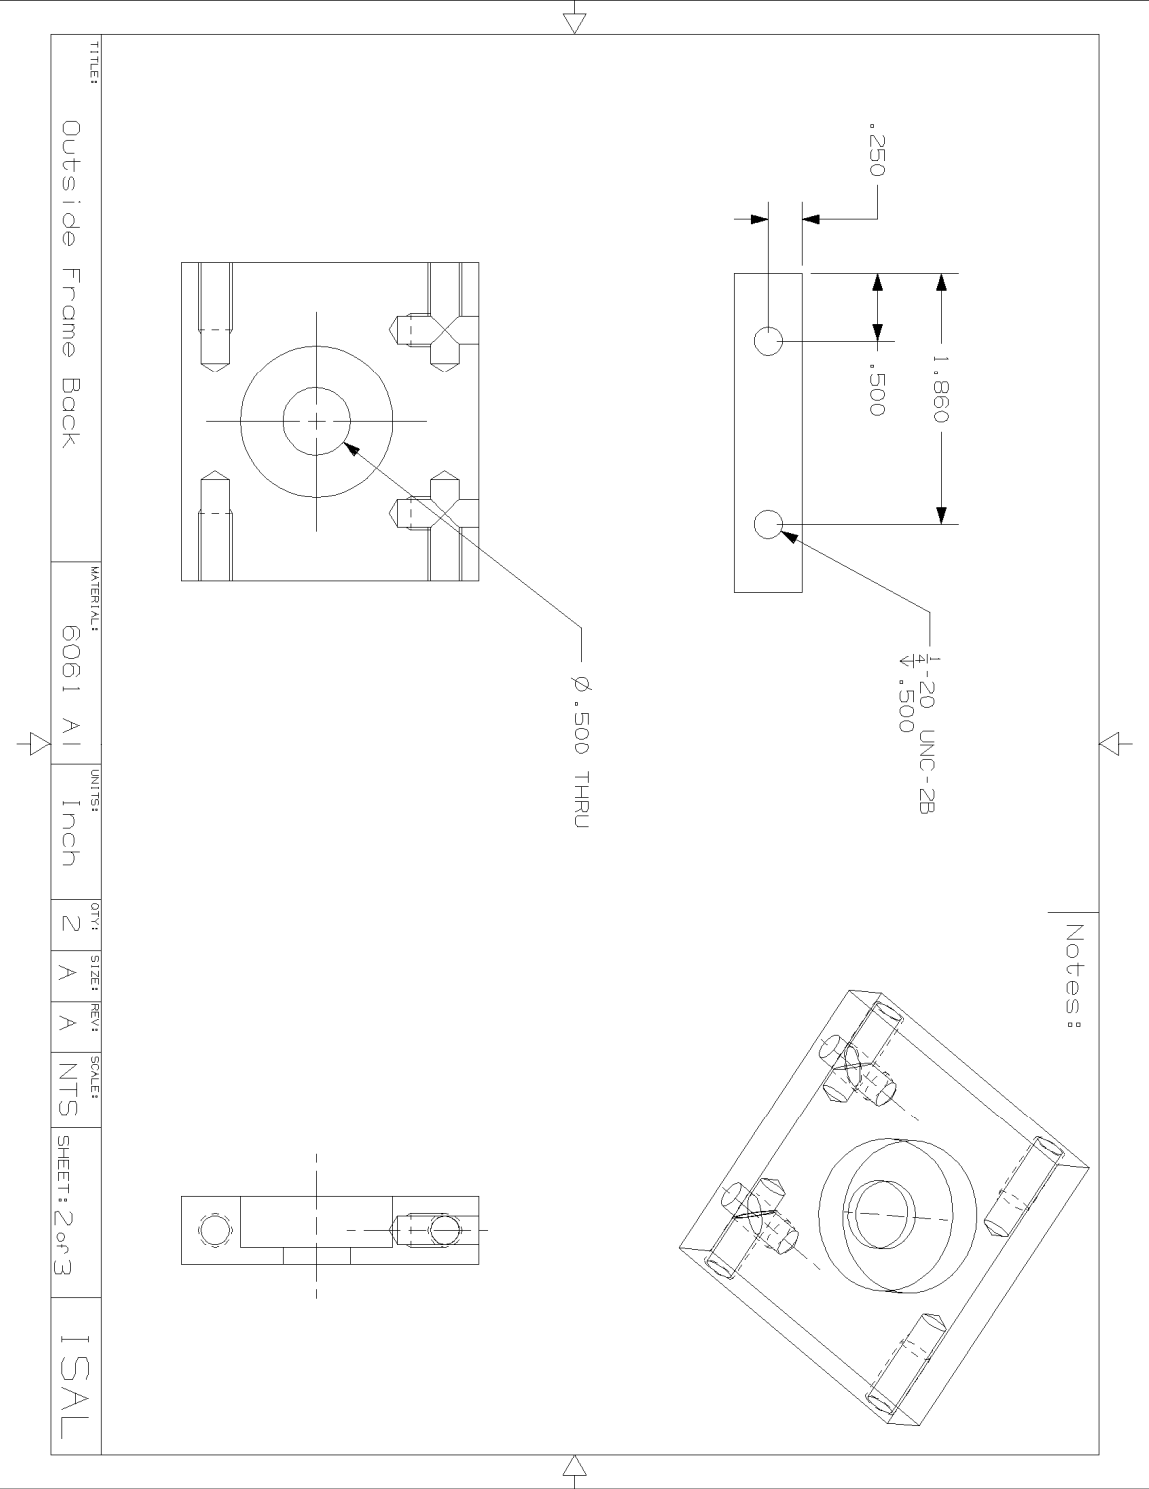 .250
.500
1.860
1/4-20 UNC-2B
↧ .500
Ø.500 THRU
Notes:
TITLE:
Outside Frame Back
MATERIAL:
6061 Al
UNITS:
Inch
QTY:
2
SIZE:
A
REV:
A
SCALE:
NTS
SHEET: 2 of 3
ISAL